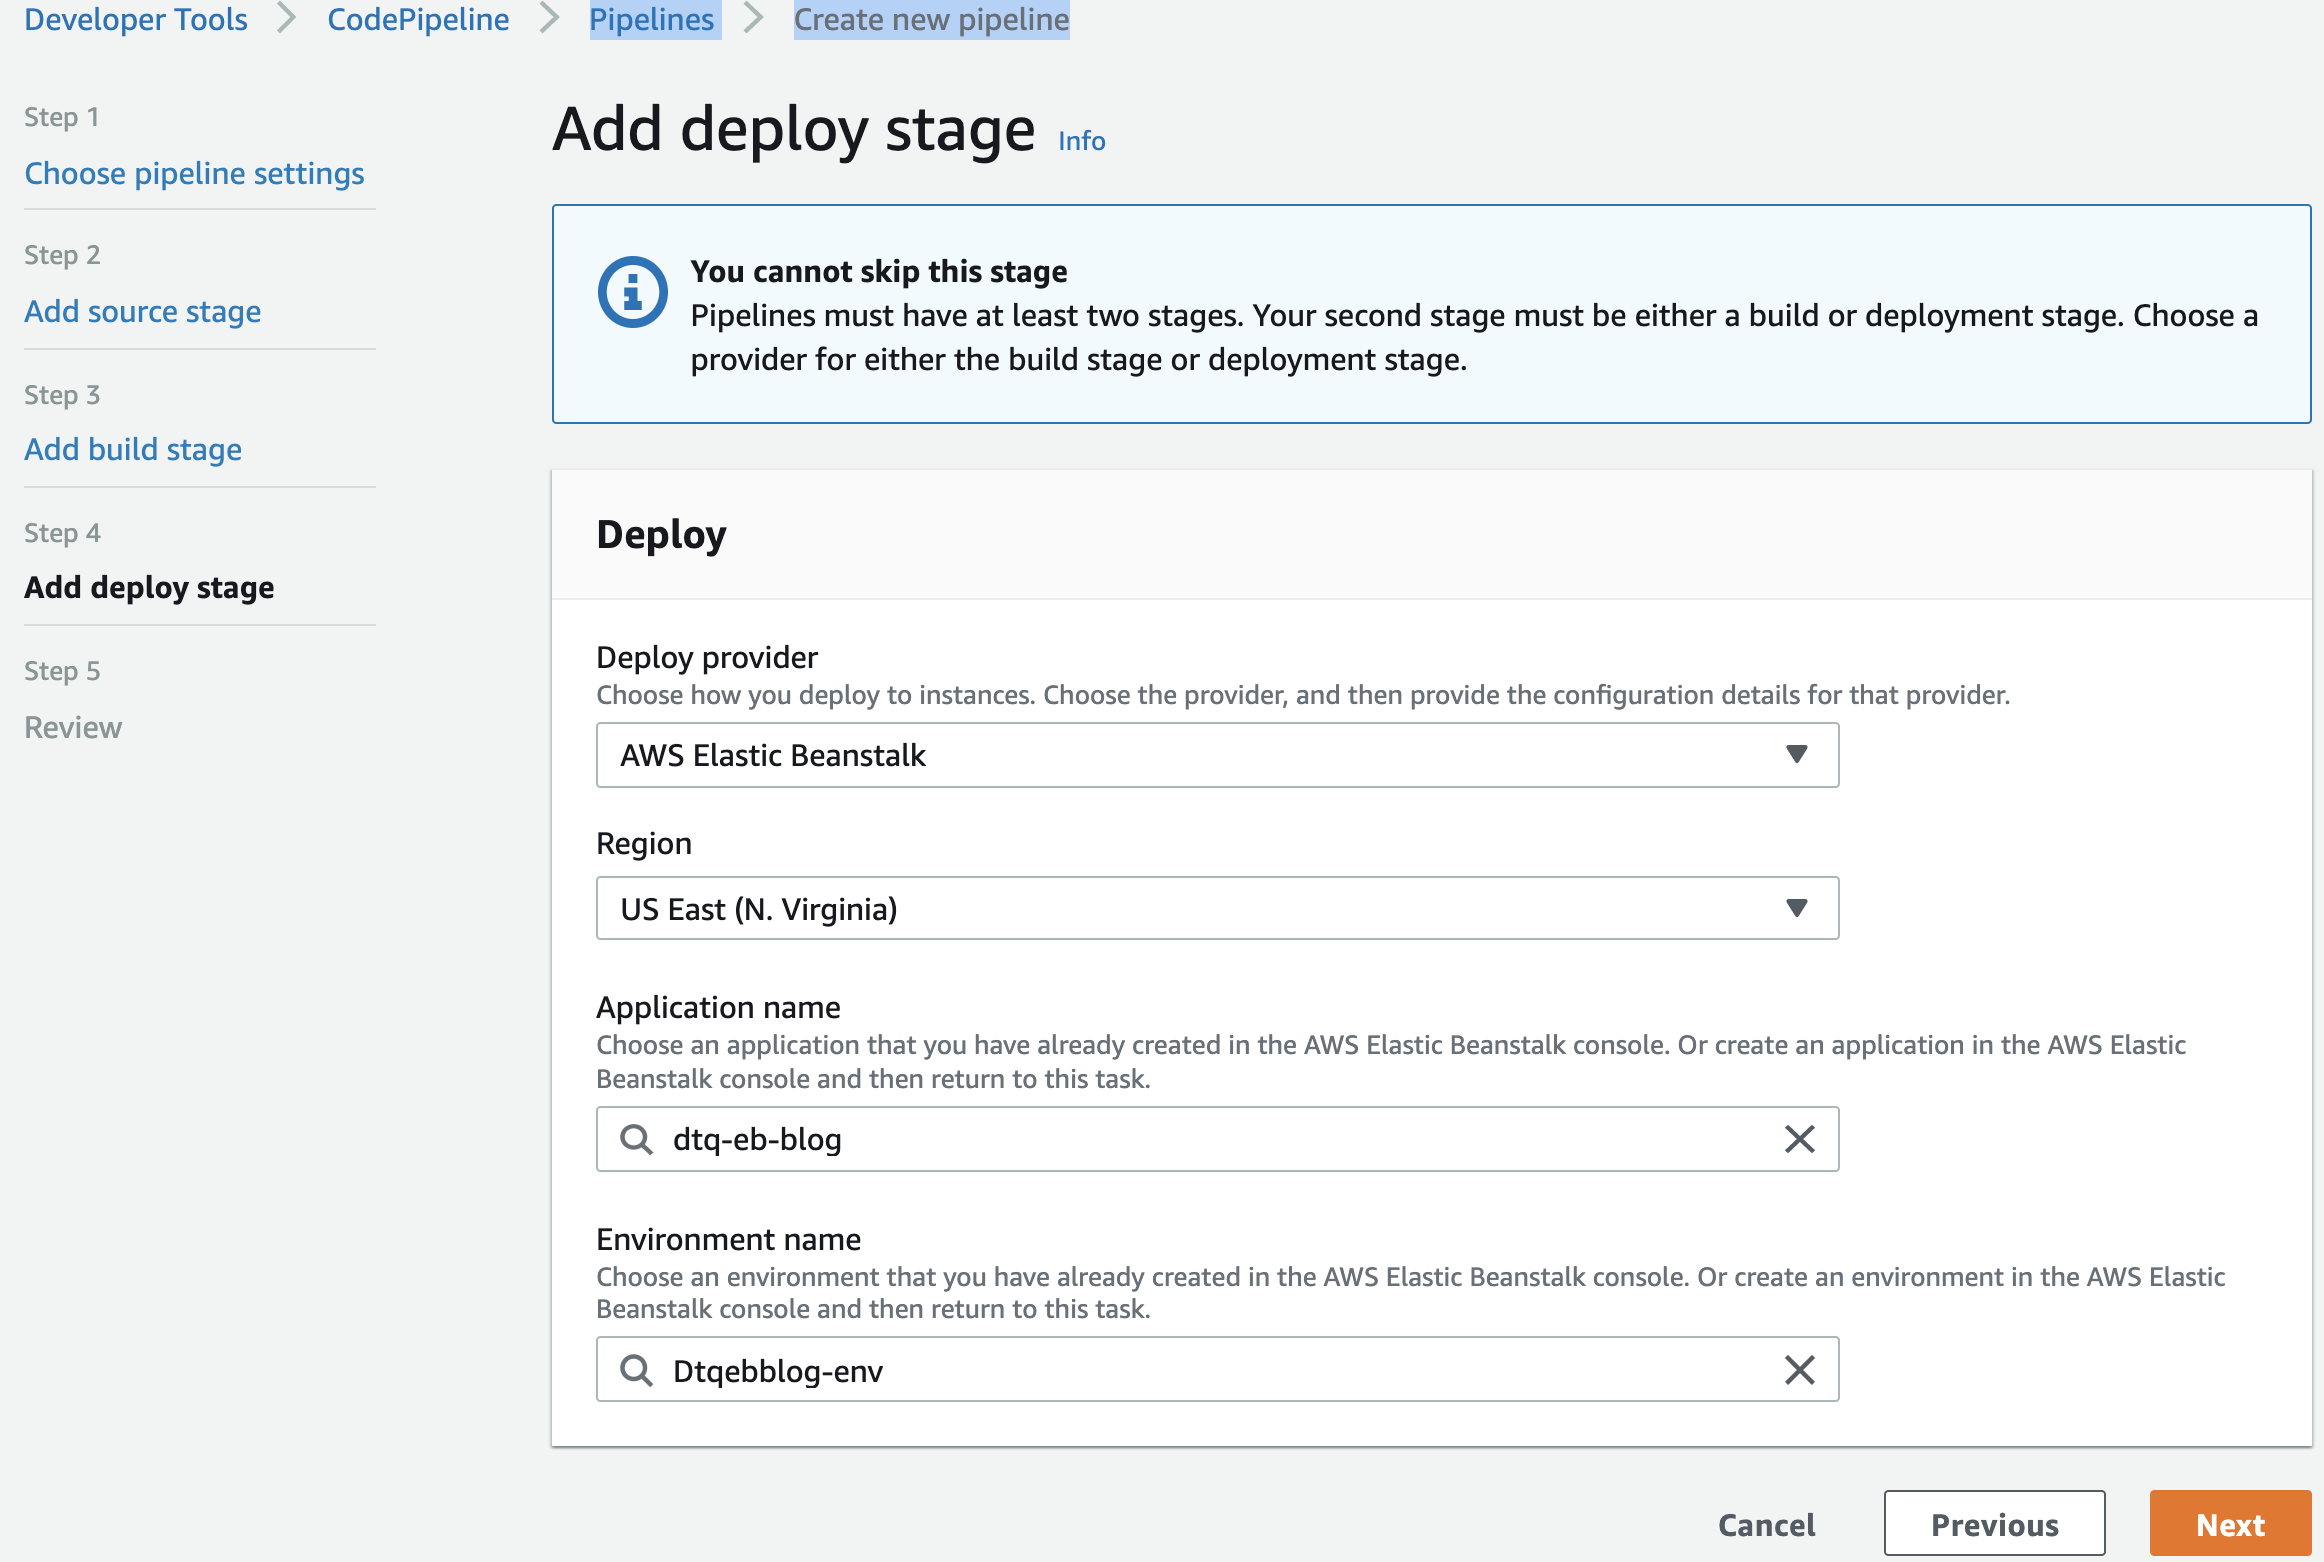 Developer Tools > CodePipeline > Pipelines > Create new pipeline
Step 1
Choose pipeline settings
Step 2
Add source stage
Step 3
Add build stage
Step 4
Add deploy stage
Step 5
Review
Add deploy stage Info
You cannot skip this stage
Pipelines must have at least two stages. Your second stage must be either a build or deployment stage. Choose a
provider for either the build stage or deployment stage.
Deploy
Deploy provider
Choose how you deploy to instances. Choose the provider, and then provide the configuration details for that provider.
AWS Elastic Beanstalk
Region
US East (N. Virginia)
Application name
Choose an application that you have already created in the AWS Elastic Beanstalk console. Or create an application in the AWS Elastic
Beanstalk console and then return to this task.
dtq-eb-blog
Environment name
Choose an environment that you have already created in the AWS Elastic Beanstalk console. Or create an environment in the AWS Elastic
Beanstalk console and then return to this task.
Dtqebblog-env
Cancel Previous Next